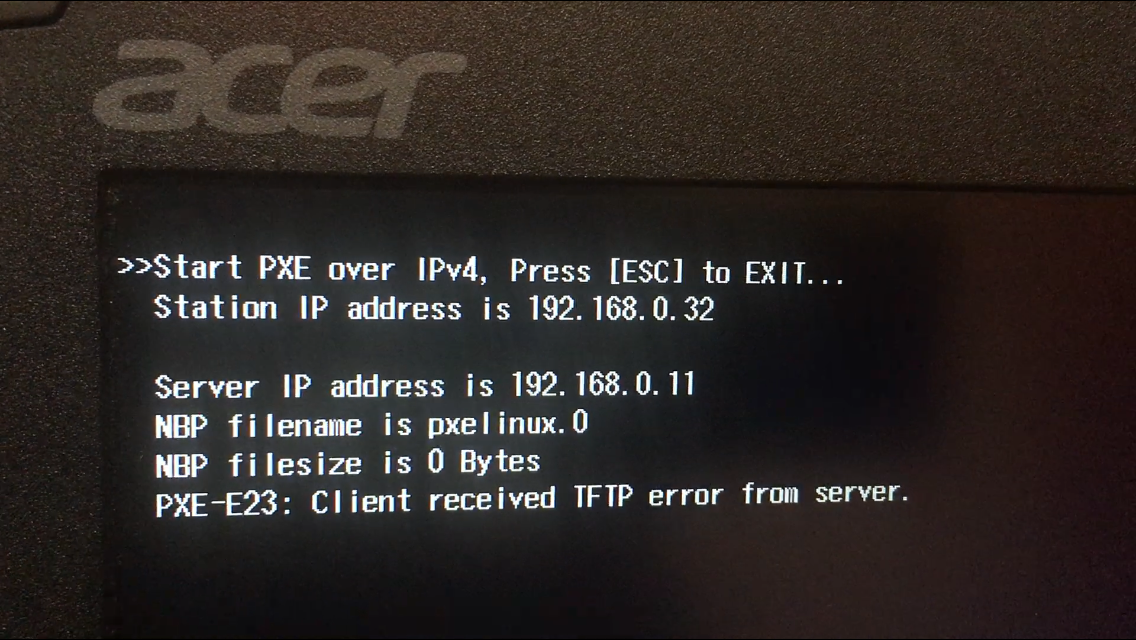 acer
>>Start PXE over IPv4, Press [ESC] to EXIT...
Station IP address is 192.168.0.32
Server IP address is 192.168.0.11
NBP filename is pxelinux.0
NBP filesize is 0 Bytes
PXE-E23: Client received TFTP error from server.